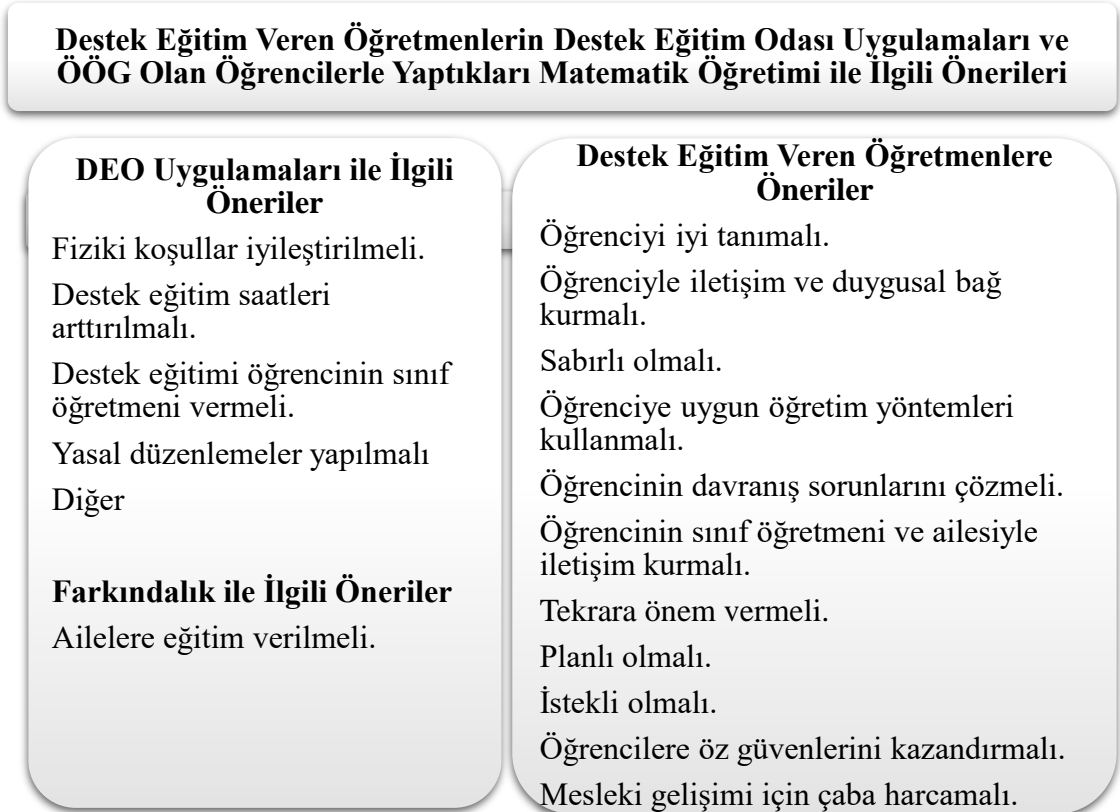 Destek Eğitim Veren Öğretmenlerin Destek Eğitim Odası Uygulamaları ve
ÖÖG Olan Öğrencilerle Yaptıkları Matematik Öğretimi ile İlgili Önerileri
DEO Uygulamaları ile İlgili
Öneriler
Fiziki koşullar iyileştirilmeli.
Destek eğitim saatleri
arttırılmalı.
Destek eğitimi öğrencinin sınıf
öğretmeni vermeli.
Yasal düzenlemeler yapılmalı
Diğer
Farkındalık ile İlgili Öneriler
Ailelere eğitim verilmeli.
Destek Eğitim Veren Öğretmenlere
Öneriler
Öğrenciyi iyi tanımalı.
Öğrenciyle iletişim ve duygusal bağ
kurmalı.
Sabırlı olmalı.
Öğrenciye uygun öğretim yöntemleri
kullanmalı.
Öğrencinin davranış sorunlarını çözmeli.
Öğrencinin sınıf öğretmeni ve ailesiyle
iletişim kurmalı.
Tekrara önem vermeli.
Planlı olmalı.
İstekli olmalı.
Öğrencilere öz güvenlerini kazandırmalı.
Mesleki gelişimi için çaba harcamalı.